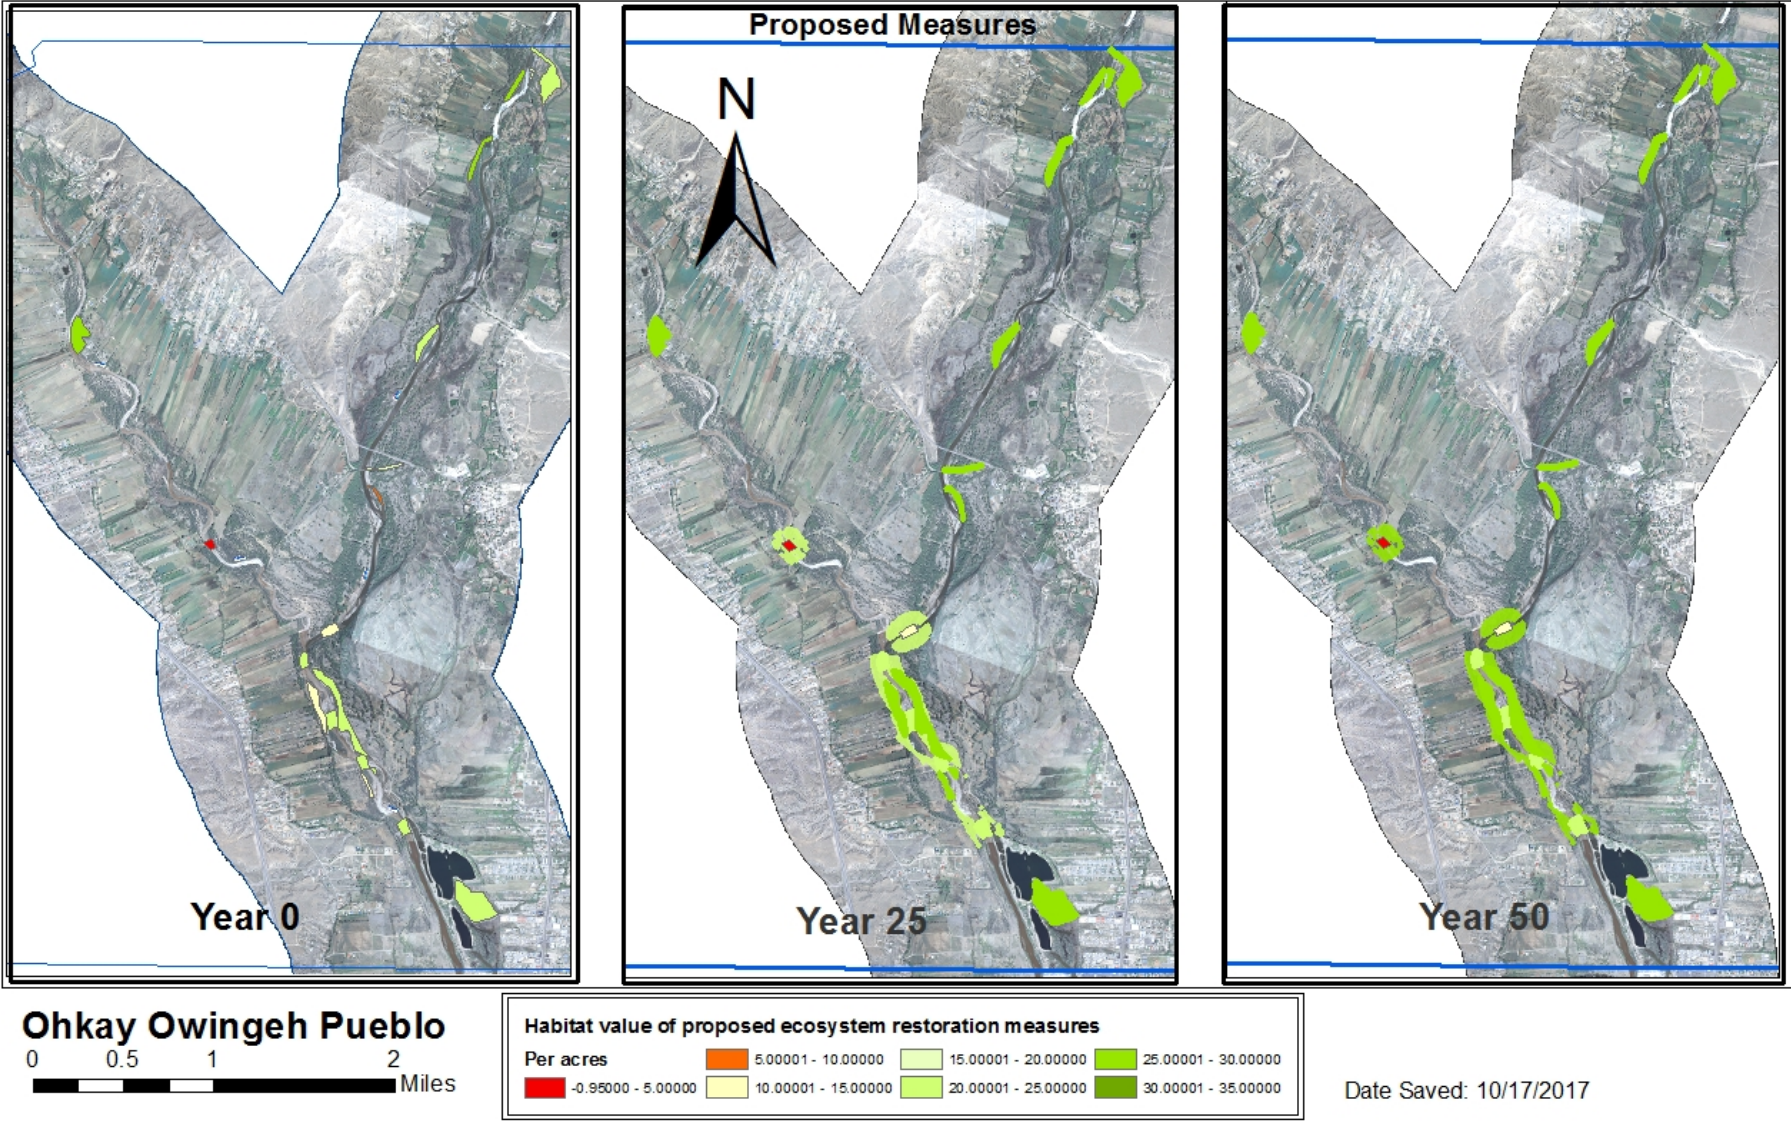 Proposed Measures
N
Year 0
Year 25
Year 50
Ohkay Owingeh Pueblo
0 0.5 1 2
Miles
Habitat value of proposed ecosystem restoration measures
Per acres
5.00001 - 10.00000 15.00001 - 20.00000 25.00001 - 30.00000
-0.95000 - 5.00000 10.00001 - 15.00000 20.00001 - 25.00000 30.00001 - 35.00000
Date Saved: 10/17/2017